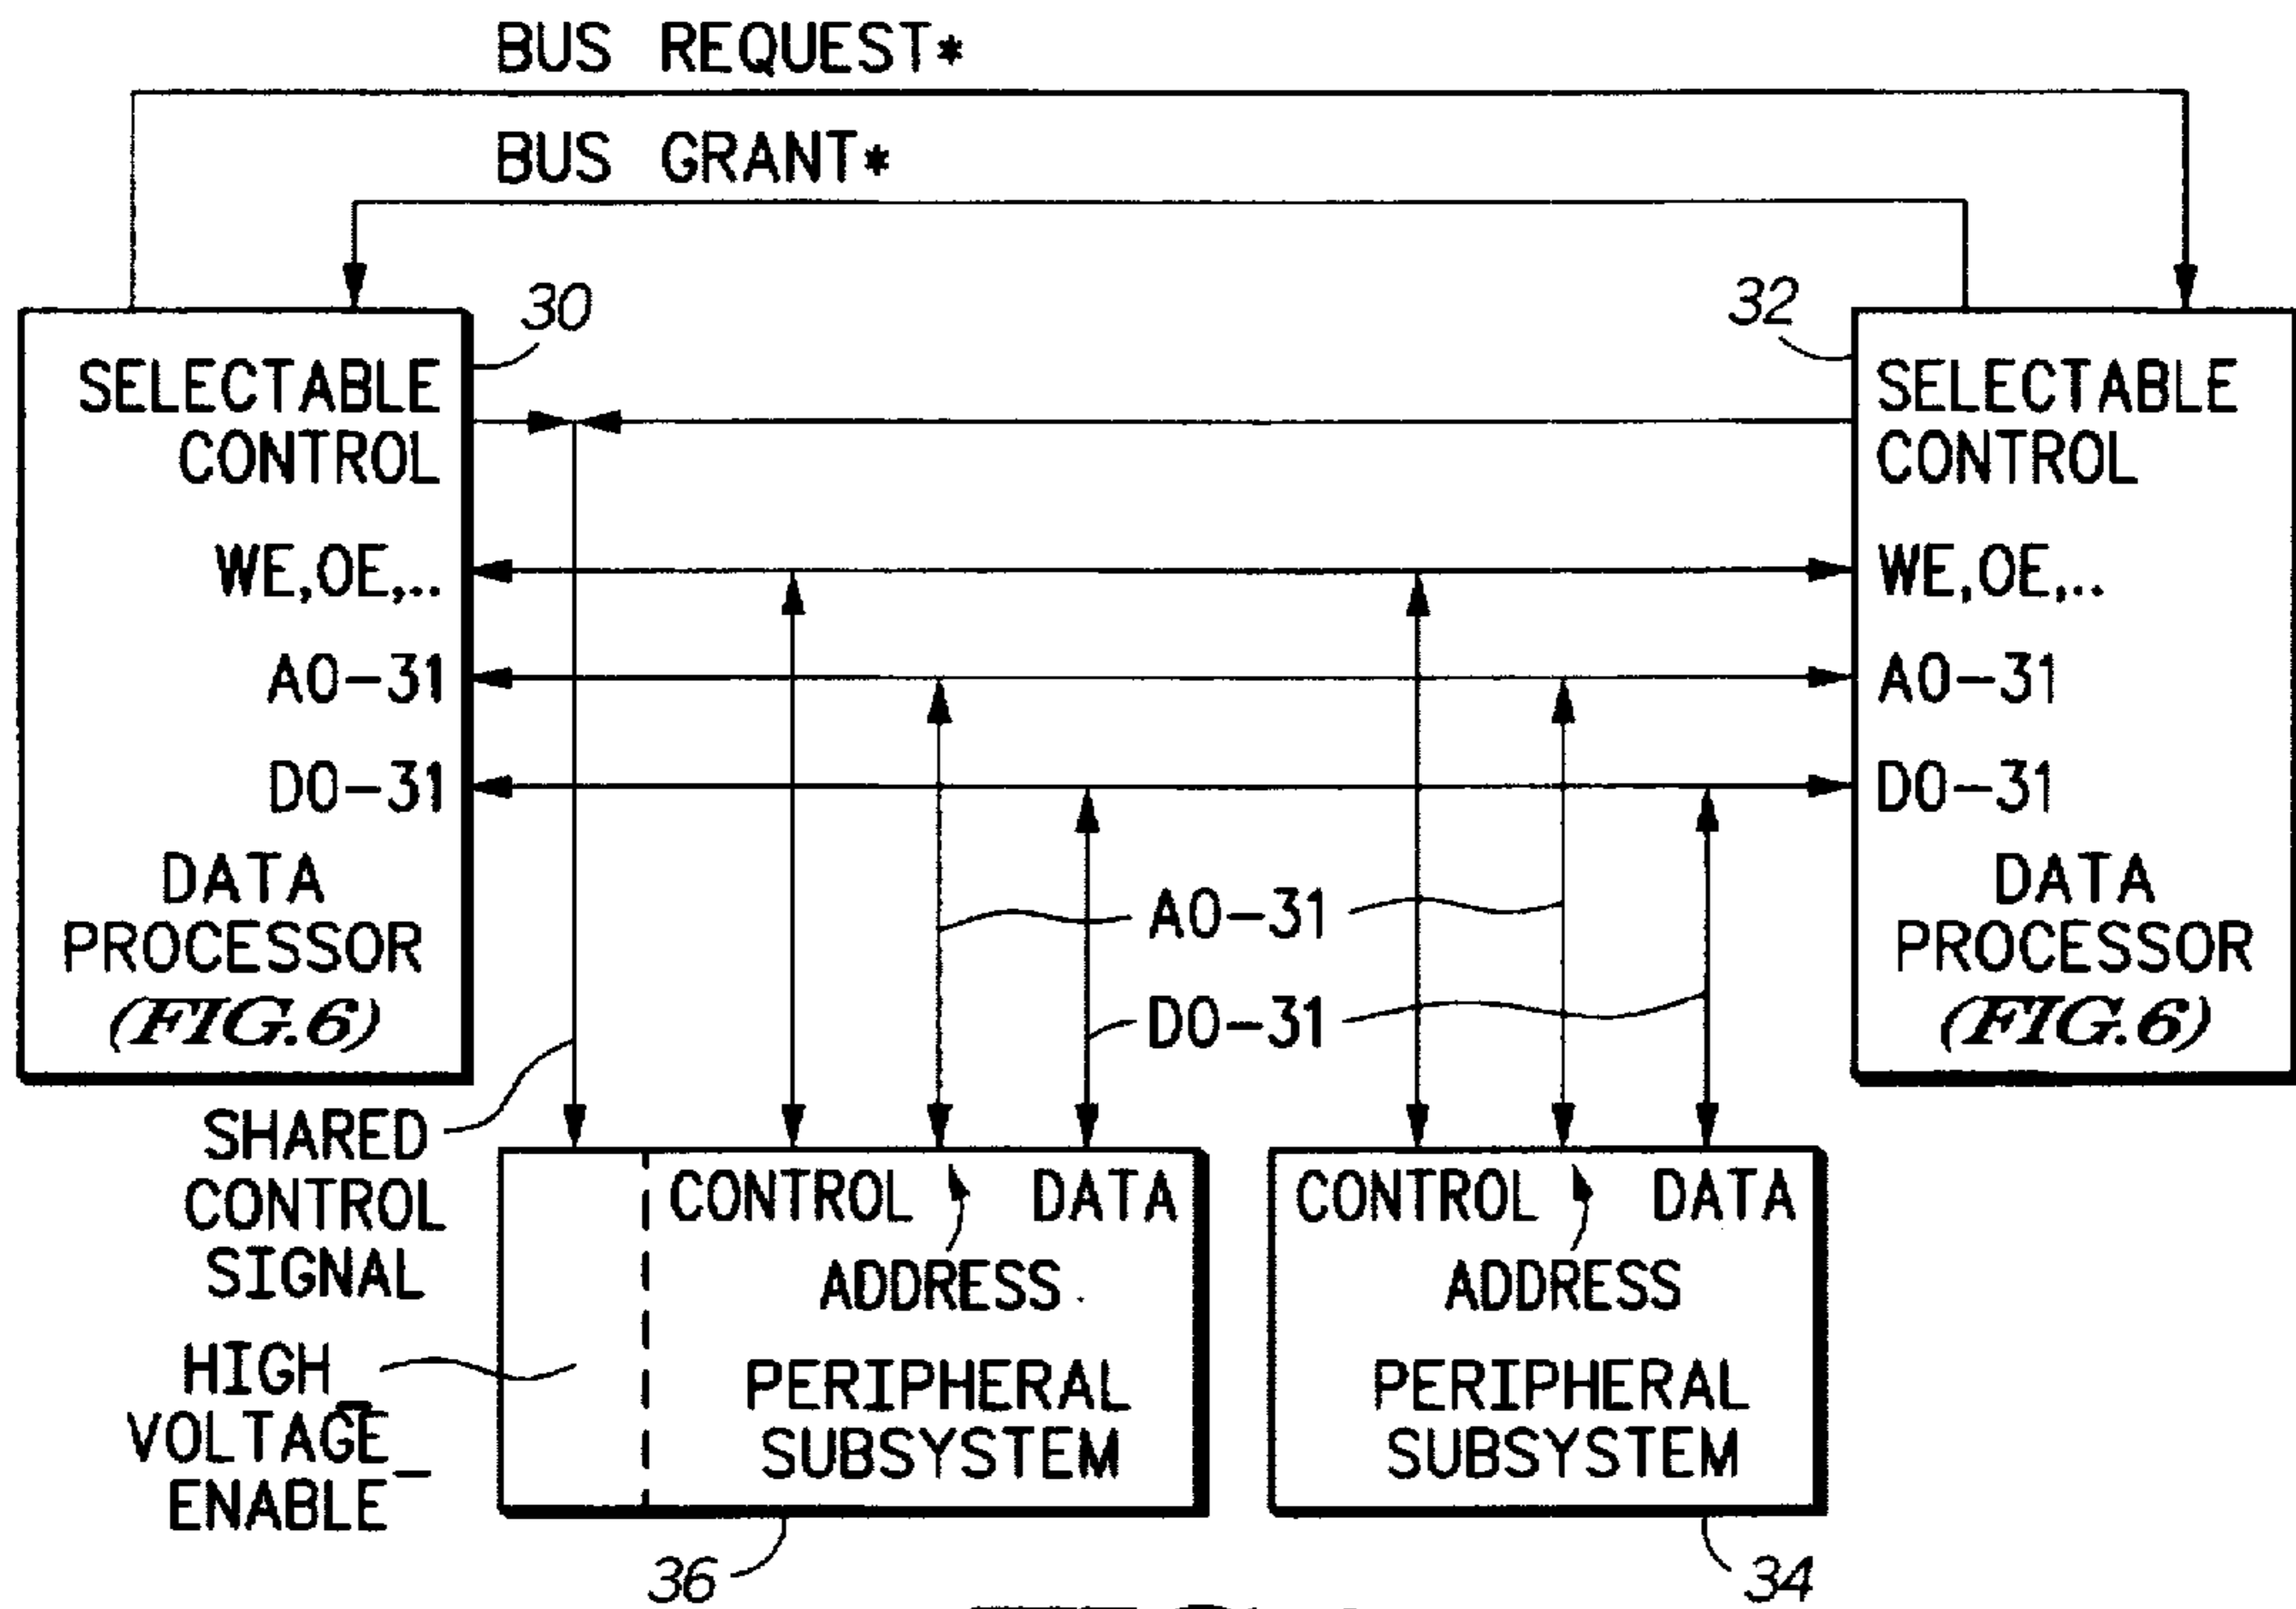 BUS REQUEST*
BUS GRANT*
30
32
SELECTABLE
CONTROL
WE,OE,..
A0-31
D0-31
DATA
PROCESSOR
(FIG.6)
SELECTABLE
CONTROL
WE,OE,..
A0-31
D0-31
DATA
PROCESSOR
(FIG.6)
A0-31
D0-31
SHARED
CONTROL
SIGNAL
HIGH_
VOLTAGE_
ENABLE
CONTROL DATA
ADDRESS
PERIPHERAL
SUBSYSTEM
36
CONTROL DATA
ADDRESS
PERIPHERAL
SUBSYSTEM
34